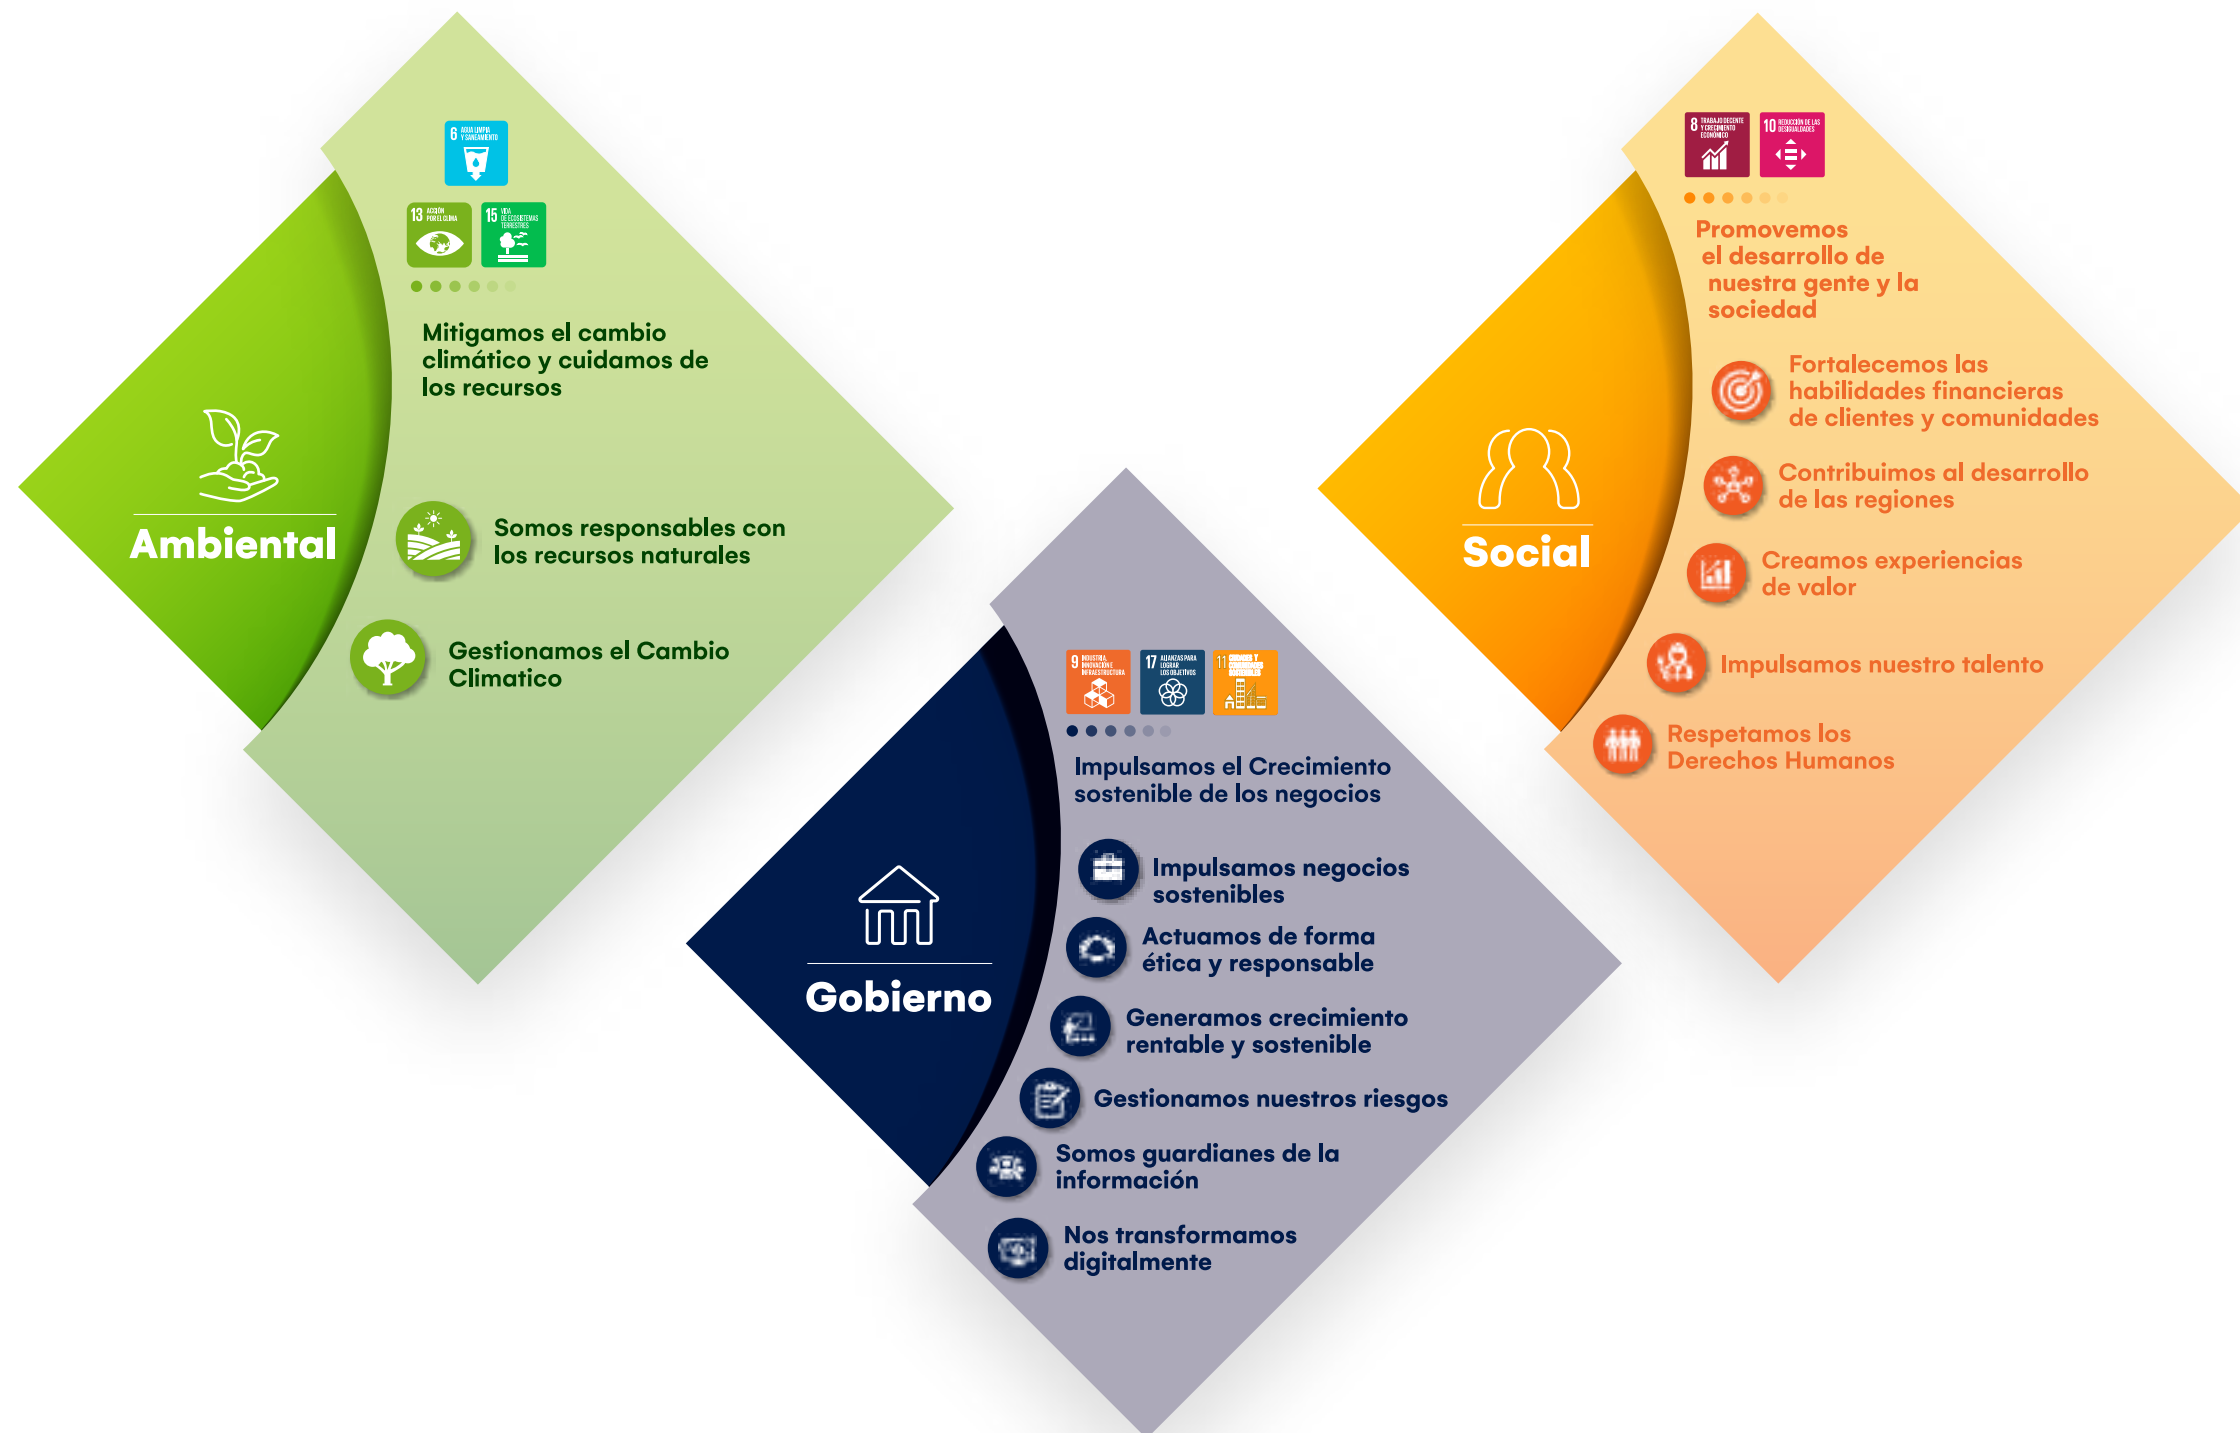 6 AGUA LIMPIA
Y SANEAMIENTO
13 ACCIÓN
POR EL CLIMA
15 VIDA
DE ECOSISTEMAS
TERRESTRES
Mitigamos el cambio
climático y cuidamos de
los recursos
Ambiental
Somos responsables con
los recursos naturales
Gestionamos el Cambio
Climatico
9 INDUSTRIA,
INNOVACIÓN E
INFRAESTRUCTURA
17 ALIANZAS PARA
LOGRAR
LOS OBJETIVOS
11 CIUDADES Y
COMUNIDADES
SOSTENIBLES
Impulsamos el Crecimiento
sostenible de los negocios
Gobierno
Impulsamos negocios
sostenibles
Actuamos de forma
ética y responsable
Generamos crecimiento
rentable y sostenible
Gestionamos nuestros riesgos
Somos guardianes de la
información
Nos transformamos
digitalmente
8 TRABAJO DECENTE
Y CRECIMIENTO
ECONÓMICO
10 REDUCCIÓN DE LAS
DESIGUALDADES
Promovemos
el desarrollo de
nuestra gente y la
sociedad
Social
Fortalecemos las
habilidades financieras
de clientes y comunidades
Contribuimos al desarrollo
de las regiones
Creamos experiencias
de valor
Impulsamos nuestro talento
Respetamos los
Derechos Humanos